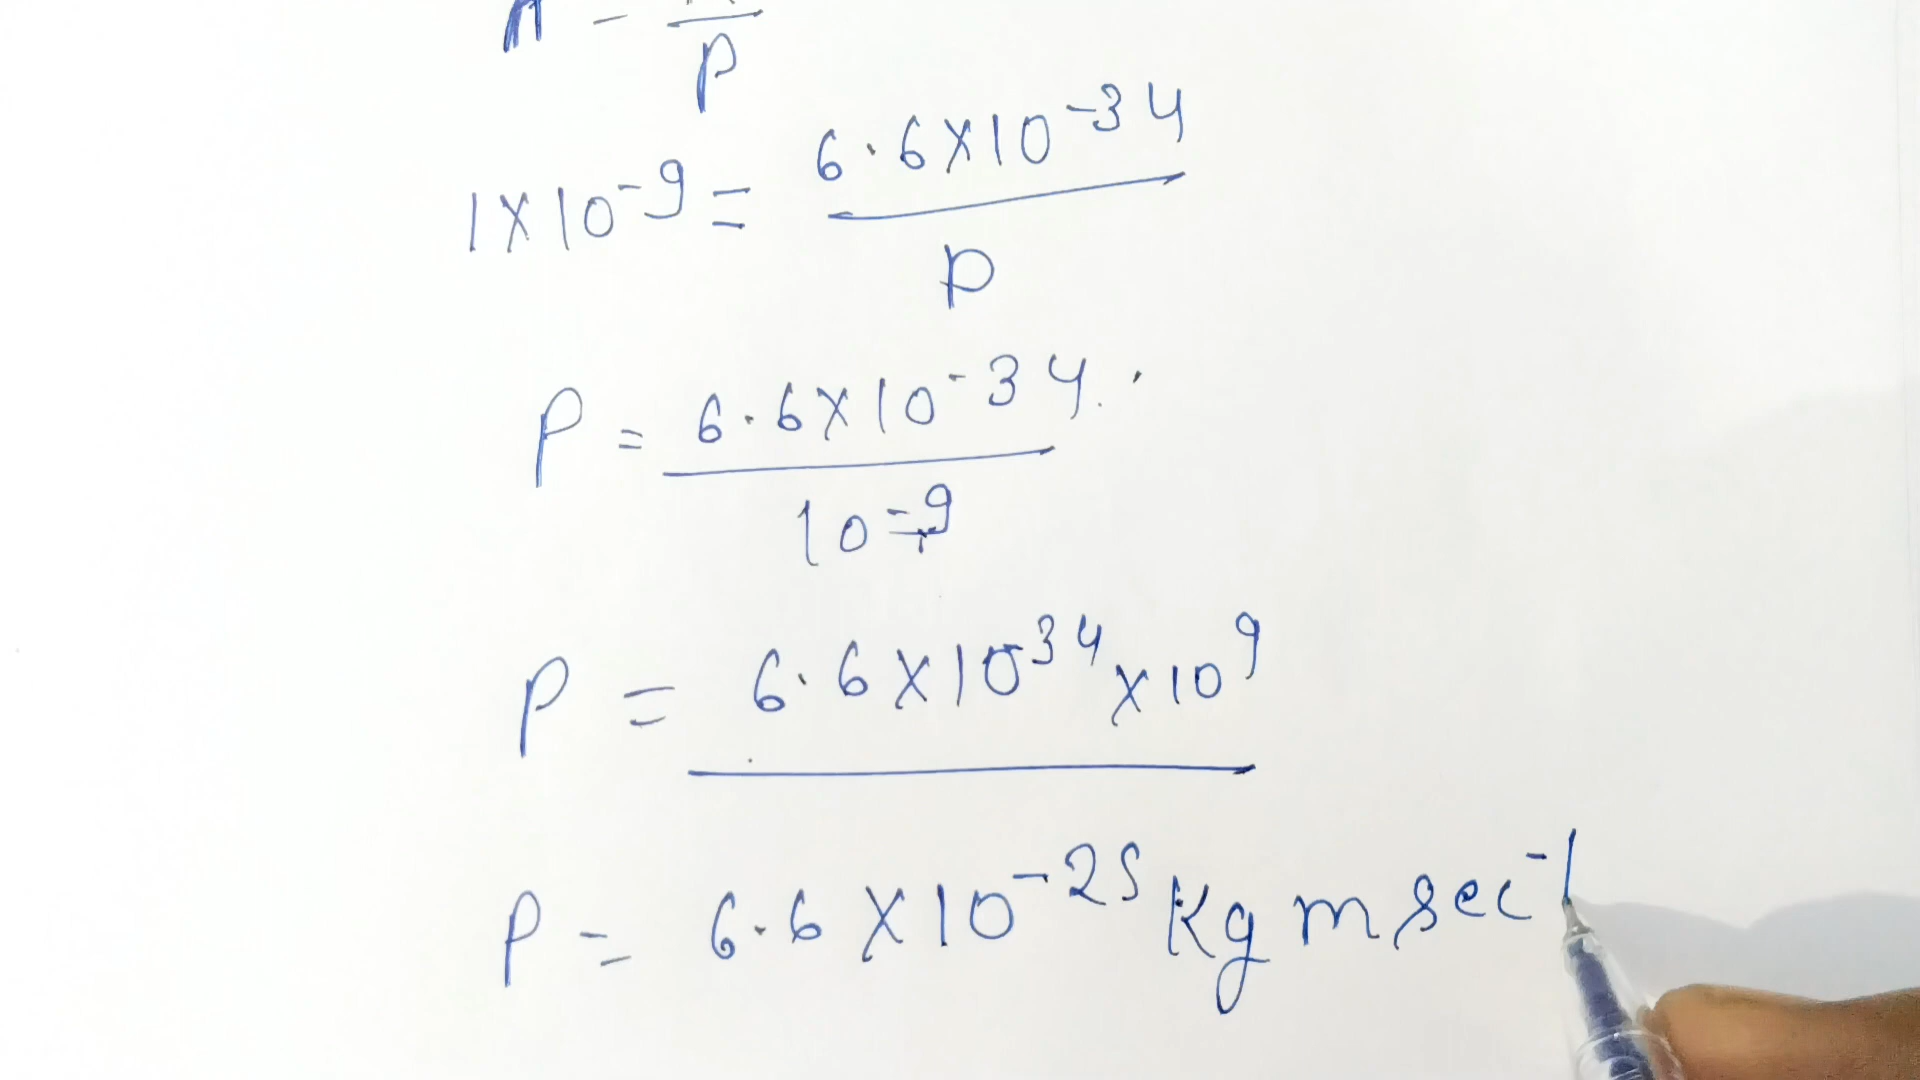 — P
1×10⁻⁹ = 6.6×10⁻³⁴ / P
P = 6.6×10⁻³⁴ / 10⁻⁹
P = 6.6×10⁻³⁴ ×10⁹
P = 6.6×10⁻²⁵ Kg m sec⁻¹